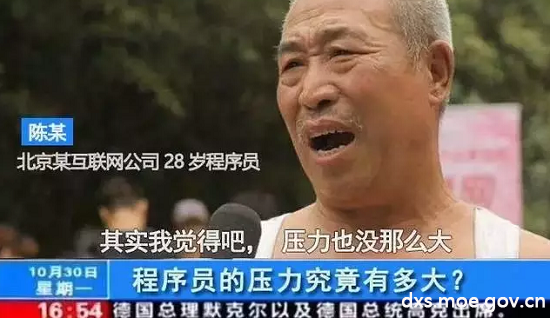 陈某
北京某互联网公司 28 岁程序员
其实我觉得吧， 压力也没那么大
10月30日
星期一
程序员的压力究竟有多大？
16:54
德国总理默克尔以及德国总统高克出席。
dxs.moe.gov.cn